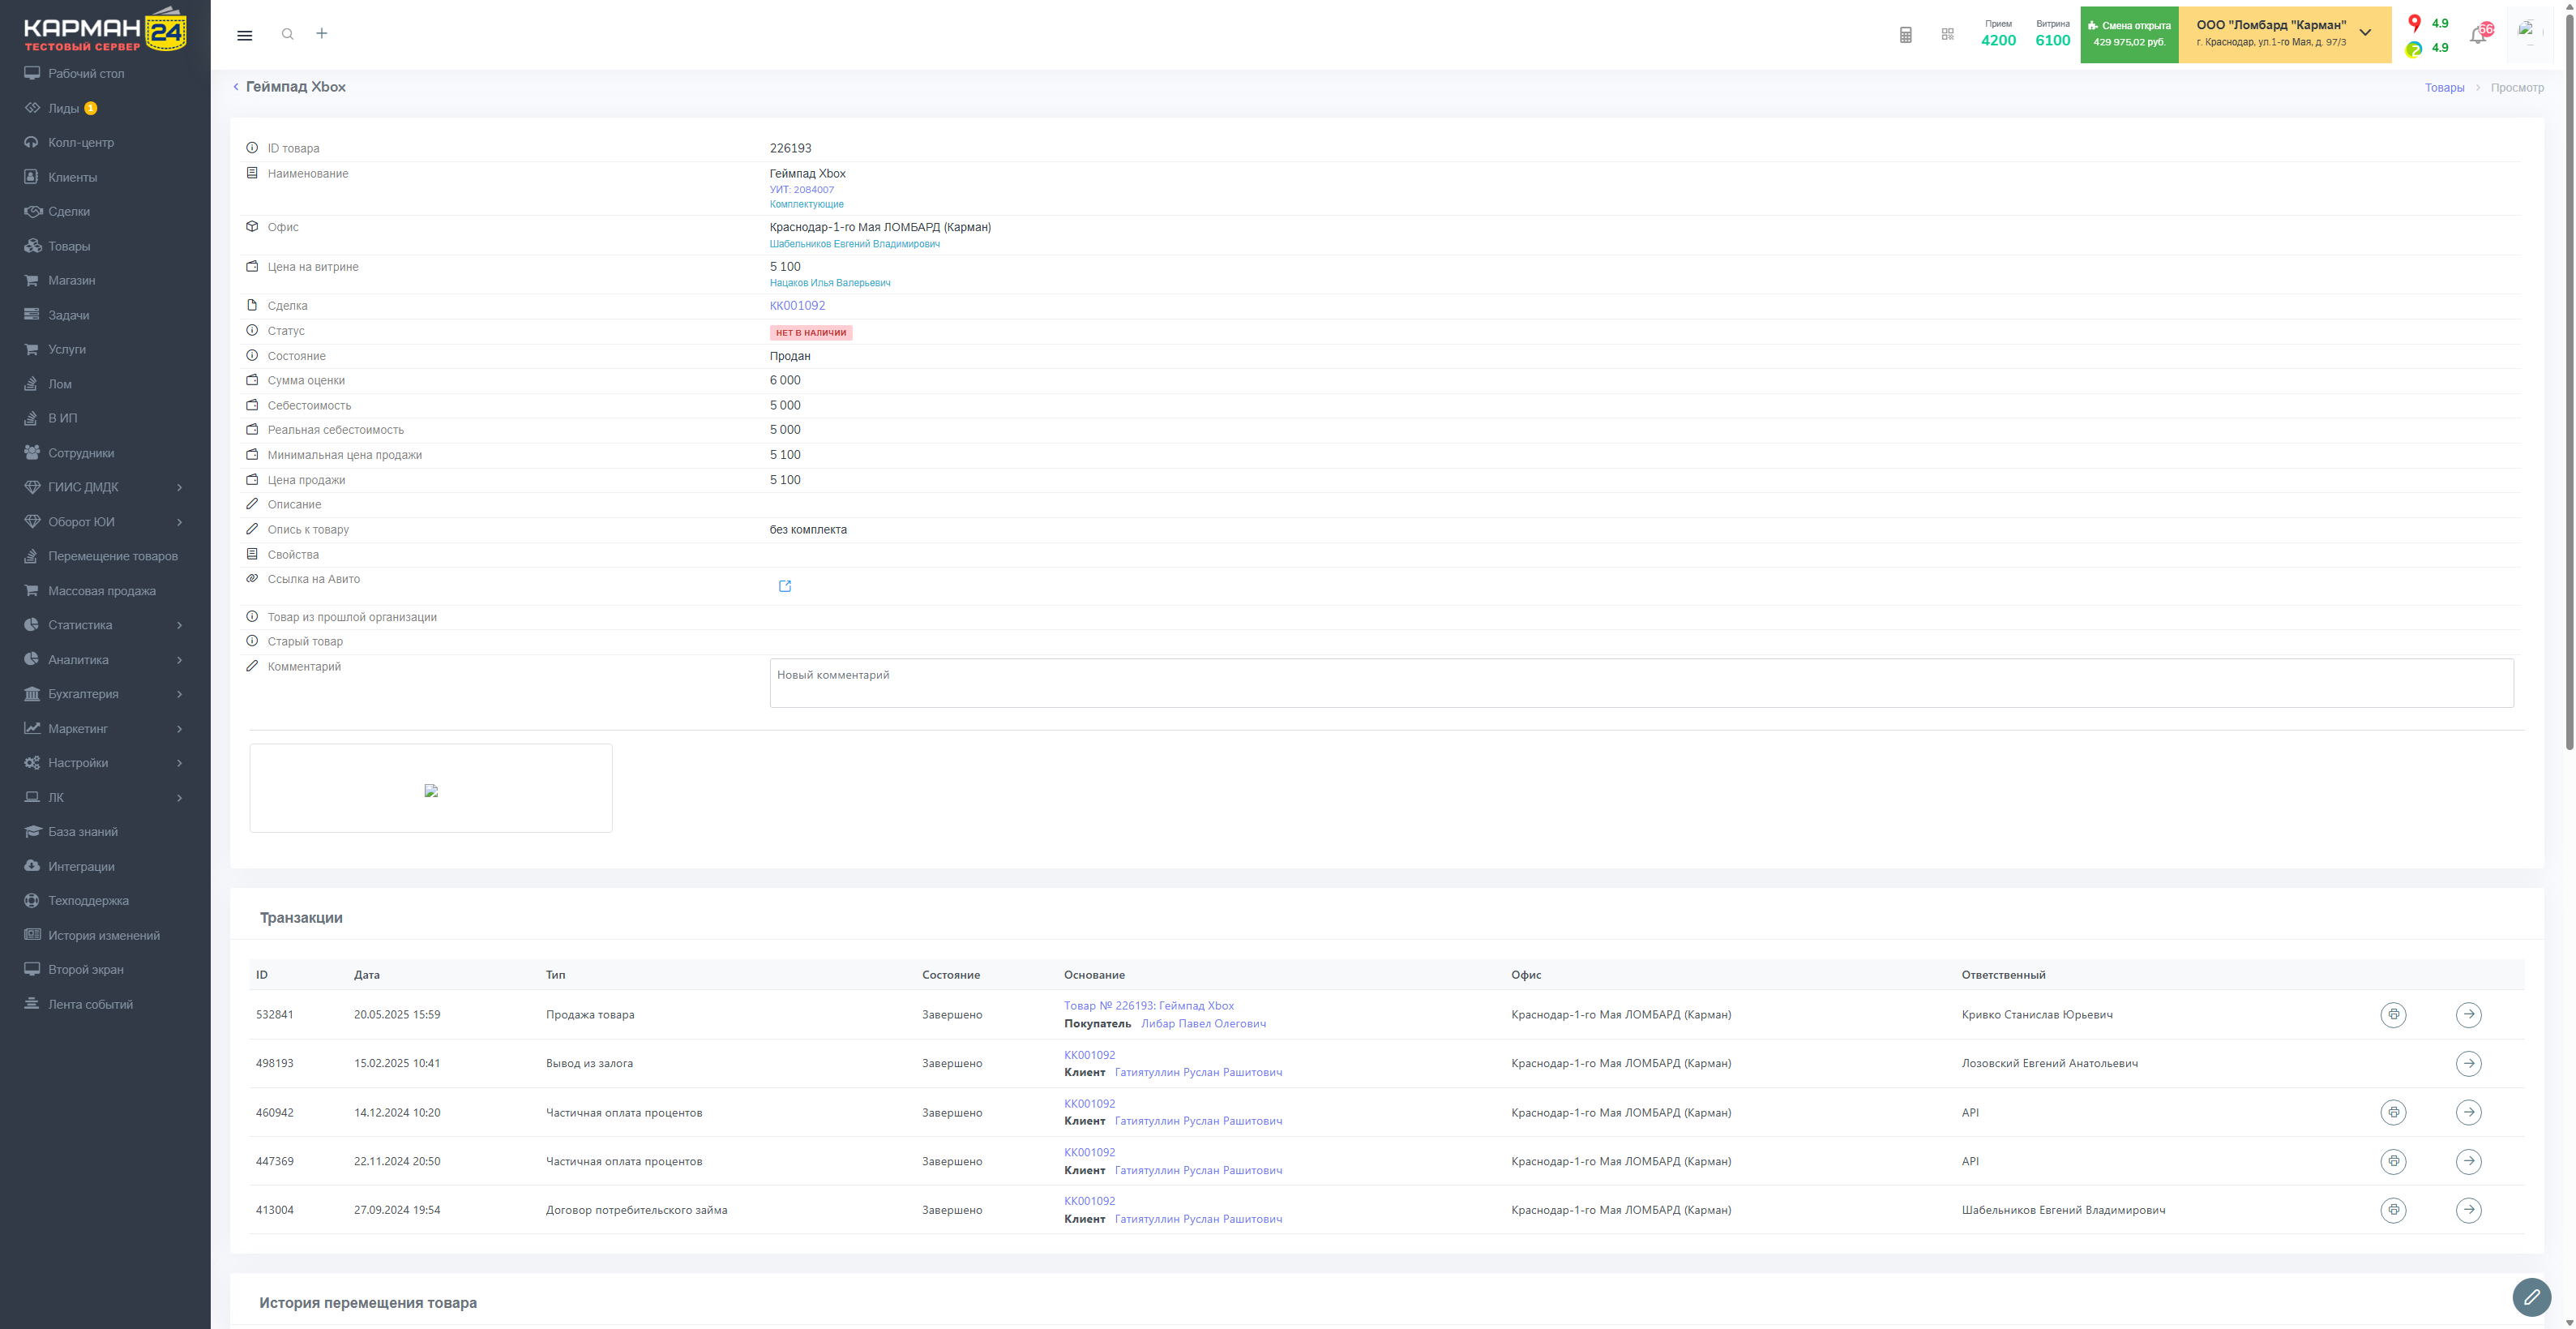 КАРМАН 24
ТЕСТОВЫЙ СЕРВЕР
Рабочий стол
Лиды 1
Колл-центр
Клиенты
Сделки
Товары
Магазин
Задачи
Услуги
Лом
В ИП
Сотрудники
ГИИС ДМДК
Оборот ЮИ
Перемещение товаров
Массовая продажа
Статистика
Аналитика
Бухгалтерия
Маркетинг
Настройки
ЛК
База знаний
Интеграции
Техподдержка
История изменений
Второй экран
Лента событий
Прием
4200
Витрина
6100
Смена открыта
429 975,02 руб.
ООО "Ломбард "Карман"
г. Краснодар, ул.1-го Мая, д. 97/3
4.9
4.9
Геймпад Xbox
Товары
Просмотр
ID товара 226193
Наименование Геймпад Xbox
УИТ: 2084007
Комплектующие
Офис Краснодар-1-го Мая ЛОМБАРД (Карман)
Шабельников Евгений Владимирович
Цена на витрине 5 100
Нацаков Илья Валерьевич
Сделка КК001092
Статус НЕТ В НАЛИЧИИ
Состояние Продан
Сумма оценки 6 000
Себестоимость 5 000
Реальная себестоимость 5 000
Минимальная цена продажи 5 100
Цена продажи 5 100
Описание
Опись к товару без комплекта
Свойства
Ссылка на Авито
Товар из прошлой организации
Старый товар
Комментарий Новый комментарий
Транзакции
ID Дата Тип Состояние Основание Офис Ответственный
532841 20.05.2025 15:59 Продажа товара Завершено Товар № 226193: Геймпад Xbox
Покупатель Либар Павел Олегович Краснодар-1-го Мая ЛОМБАРД (Карман) Кривко Станислав Юрьевич
498193 15.02.2025 10:41 Вывод из залога Завершено КК001092
Клиент Гатиятуллин Руслан Рашитович Краснодар-1-го Мая ЛОМБАРД (Карман) Лозовский Евгений Анатольевич
460942 14.12.2024 10:20 Частичная оплата процентов Завершено КК001092
Клиент Гатиятуллин Руслан Рашитович Краснодар-1-го Мая ЛОМБАРД (Карман) API
447369 22.11.2024 20:50 Частичная оплата процентов Завершено КК001092
Клиент Гатиятуллин Руслан Рашитович Краснодар-1-го Мая ЛОМБАРД (Карман) API
413004 27.09.2024 19:54 Договор потребительского займа Завершено КК001092
Клиент Гатиятуллин Руслан Рашитович Краснодар-1-го Мая ЛОМБАРД (Карман) Шабельников Евгений Владимирович
История перемещения товара